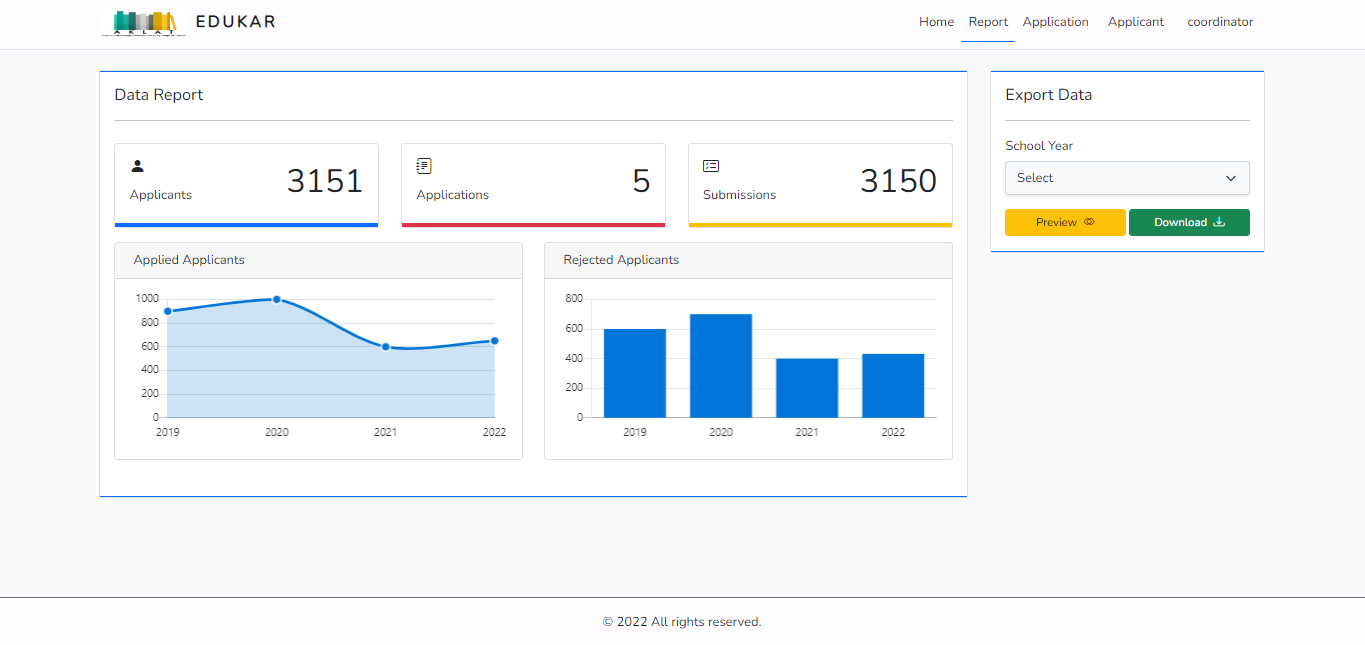 AKLAT
EDUKAR
Home Report Application Applicant coordinator
Data Report
Applicants 3151
Applications 5
Submissions 3150
Applied Applicants
1000
800
600
400
200
0
2019 2020 2021 2022
Rejected Applicants
800
600
400
200
0
2019 2020 2021 2022
Export Data
School Year
Select
Preview
Download
© 2022 All rights reserved.